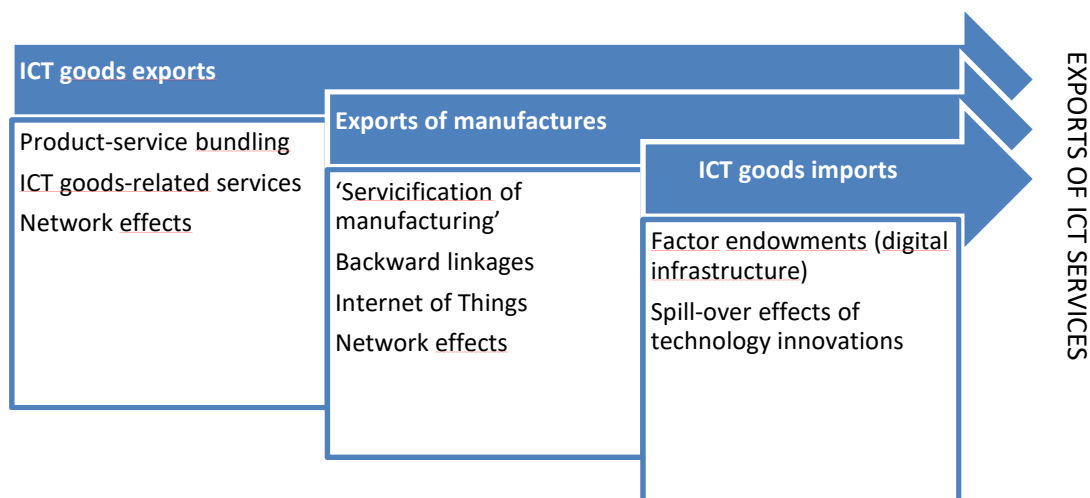 ICT goods exports
Product-service bundling
ICT goods-related services
Network effects
Exports of manufactures
‘Servicification of
manufacturing’
Backward linkages
Internet of Things
Network effects
ICT goods imports
Factor endowments (digital
infrastructure)
Spill-over effects of
technology innovations
EXPORTS OF ICT SERVICES